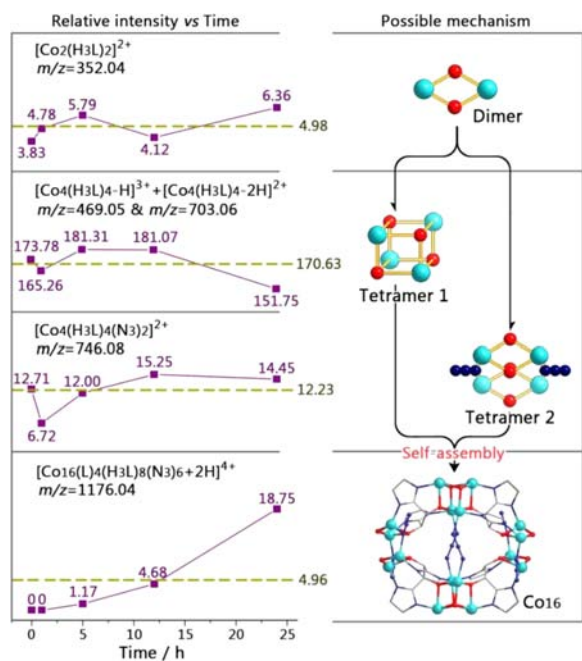 Relative intensity vs Time
Possible mechanism
[Co2(H3L)2]2+
m/z=352.04
3.83
4.78
5.79
4.12
6.36
4.98
Dimer
[Co4(H3L)4-H]3++[Co4(H3L)4-2H]2+
m/z=469.05 & m/z=703.06
173.78
165.26
181.31
181.07
151.75
170.63
Tetramer 1
[Co4(H3L)4(N3)2]2+
m/z=746.08
12.71
6.72
12.00
15.25
14.45
12.23
Tetramer 2
Self-assembly
[Co16(L)4(H3L)8(N3)6+2H]4+
m/z=1176.04
0
0
1.17
4.68
18.75
4.96
Co16
0 5 10 15 20 25
Time / h